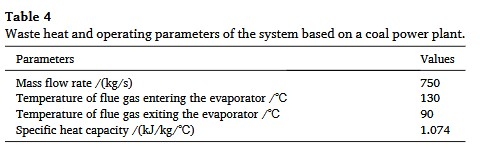 Table 4
Waste heat and operating parameters of the system based on a coal power plant.
Parameters Values
Mass flow rate /(kg/s) 750
Temperature of flue gas entering the evaporator /°C 130
Temperature of flue gas exiting the evaporator /°C 90
Specific heat capacity /(kJ/kg/°C) 1.074